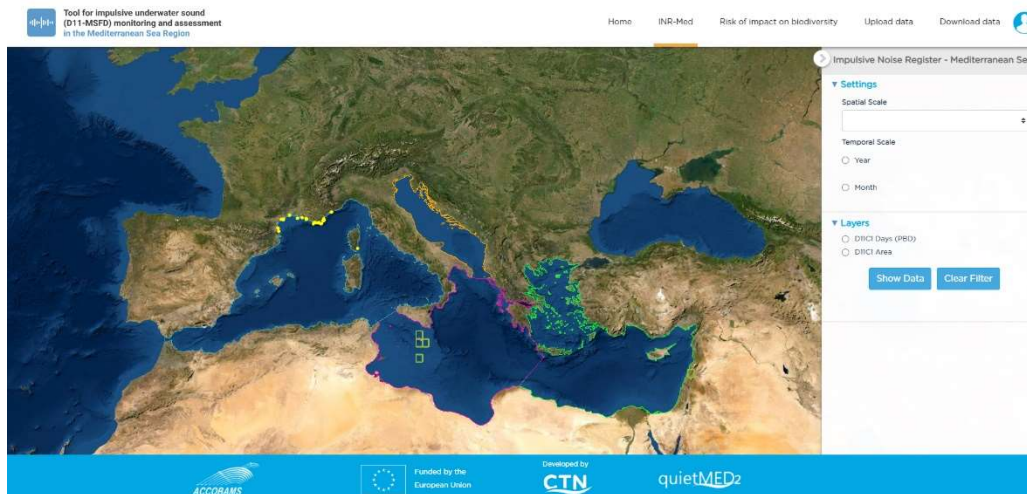 Tool for impulsive underwater sound
(D11-MSFD) monitoring and assessment
in the Mediterranean Sea Region
Home INR-Med Risk of impact on biodiversity Upload data Download data
Impulsive Noise Register - Mediterranean Se
Settings
Spatial Scale
Temporal Scale
Year
Month
Layers
D11C1 Days (PBD)
D11C1 Area
Show Data Clear Filter
ACCOBAMS
Funded by the
European Union
Developed by
CTN
quietMED2